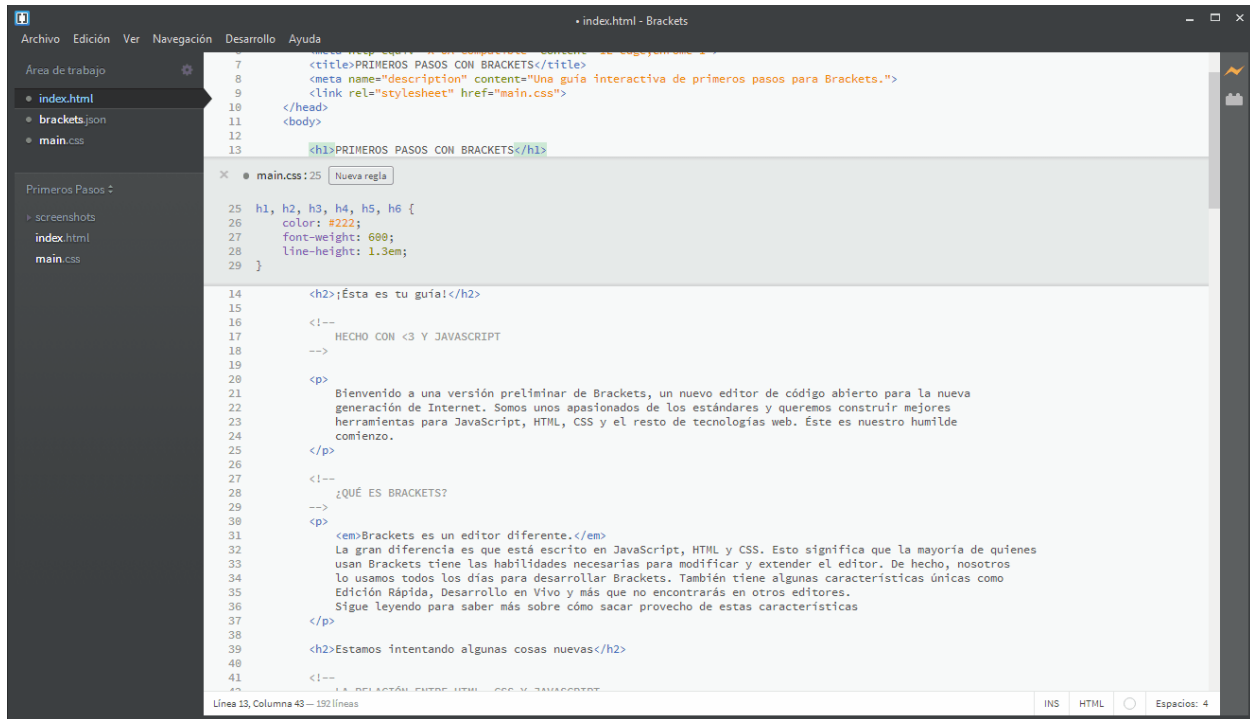 • index.html - Brackets
Archivo Edición Ver Navegación Desarrollo Ayuda
Área de trabajo
index.html
brackets.json
main.css
Primeros Pasos
screenshots
index.html
main.css
7 <title>PRIMEROS PASOS CON BRACKETS</title>
8 <meta name="description" content="Una guía interactiva de primeros pasos para Brackets.">
9 <link rel="stylesheet" href="main.css">
10 </head>
11 <body>
12
13 <h1>PRIMEROS PASOS CON BRACKETS</h1>
× • main.css : 25 Nueva regla
25 h1, h2, h3, h4, h5, h6 {
26 color: #222;
27 font-weight: 600;
28 line-height: 1.3em;
29 }
14 <h2>¡Ésta es tu guía!</h2>
15
16 <!--
17 HECHO CON <3 Y JAVASCRIPT
18 -->
19
20 <p>
21 Bienvenido a una versión preliminar de Brackets, un nuevo editor de código abierto para la nueva
22 generación de Internet. Somos unos apasionados de los estándares y queremos construir mejores
23 herramientas para JavaScript, HTML, CSS y el resto de tecnologías web. Éste es nuestro humilde
24 comienzo.
25 </p>
26
27 <!--
28 ¿QUÉ ES BRACKETS?
29 -->
30 <p>
31 <em>Brackets es un editor diferente.</em>
32 La gran diferencia es que está escrito en JavaScript, HTML y CSS. Esto significa que la mayoría de quienes
33 usan Brackets tiene las habilidades necesarias para modificar y extender el editor. De hecho, nosotros
34 lo usamos todos los días para desarrollar Brackets. También tiene algunas características únicas como
35 Edición Rápida, Desarrollo en Vivo y más que no encontrarás en otros editores.
36 Sigue leyendo para saber más sobre cómo sacar provecho de estas características
37 </p>
38
39 <h2>Estamos intentando algunas cosas nuevas</h2>
40
41 <!--
42 LA RELACIÓN ENTRE HTML, CSS Y JAVASCRIPT
Línea 13, Columna 43 — 192 líneas INS HTML Espacios: 4